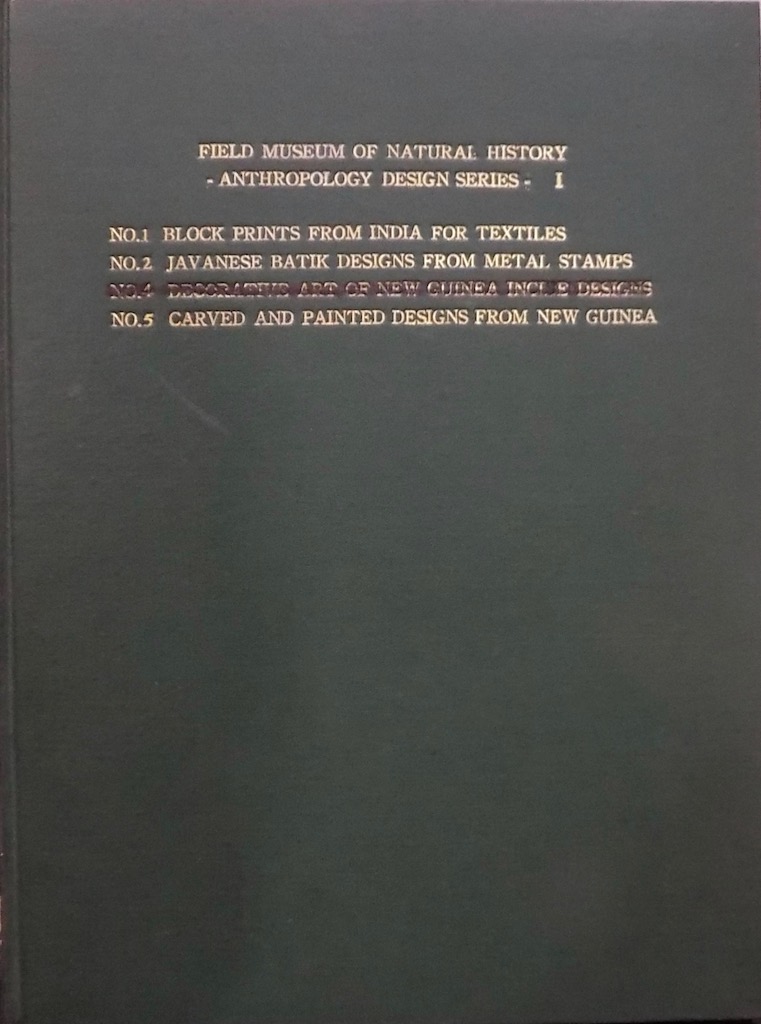 FIELD MUSEUM OF NATURAL HISTORY
- ANTHROPOLOGY DESIGN SERIES - I
NO.1 BLOCK PRINTS FROM INDIA FOR TEXTILES
NO.2 JAVANESE BATIK DESIGNS FROM METAL STAMPS
NO.4 DECORATIVE ART OF NEW GUINEA DESIGNS
NO.5 CARVED AND PAINTED DESIGNS FROM NEW GUINEA